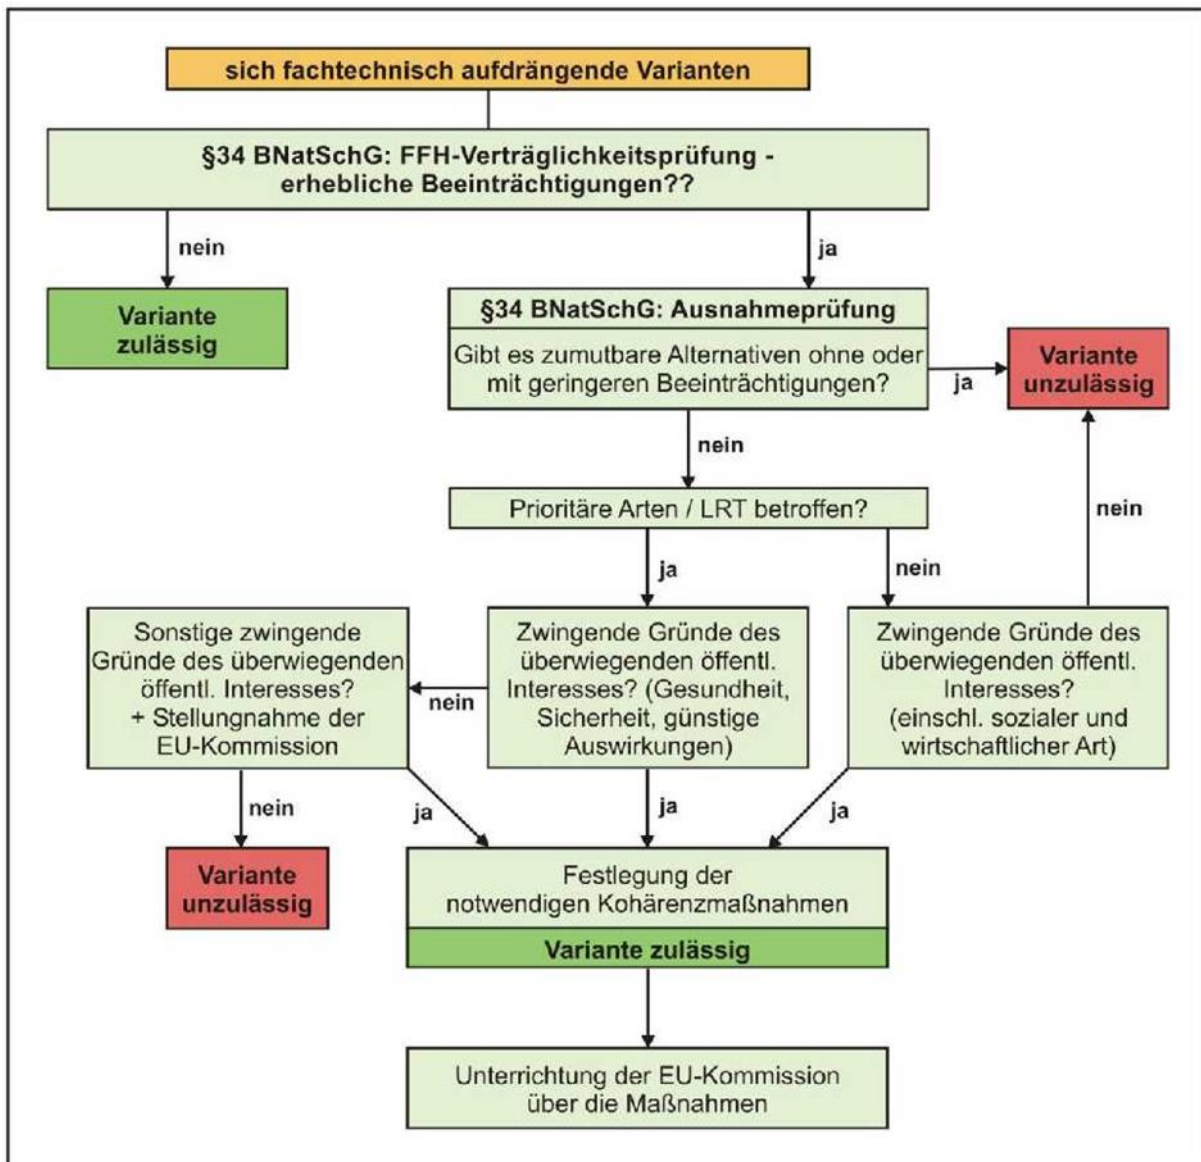 sich fachtechnisch aufdrängende Varianten
§34 BNatSchG: FFH-Verträglichkeitsprüfung -
erhebliche Beeinträchtigungen??
nein
ja
Variante
zulässig
§34 BNatSchG: Ausnahmeprüfung
Gibt es zumutbare Alternativen ohne oder
mit geringeren Beeinträchtigungen?
ja
Variante
unzulässig
nein
nein
Prioritäre Arten / LRT betroffen?
ja
nein
Sonstige zwingende
Gründe des überwiegenden
öffentl. Interesses?
+ Stellungnahme der
EU-Kommission
nein
Zwingende Gründe des
überwiegenden öffentl.
Interesses? (Gesundheit,
Sicherheit, günstige
Auswirkungen)
Zwingende Gründe des
überwiegenden öffentl.
Interesses?
(einschl. sozialer und
wirtschaftlicher Art)
nein
ja
ja
ja
Variante
unzulässig
Festlegung der
notwendigen Kohärenzmaßnahmen
Variante zulässig
Unterrichtung der EU-Kommission
über die Maßnahmen